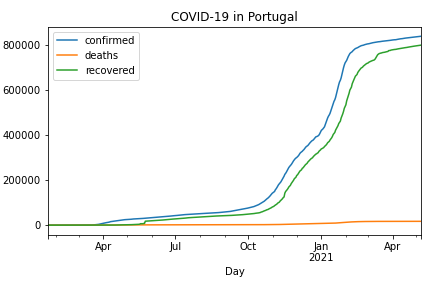 COVID-19 in Portugal
confirmed
deaths
recovered
800000
600000
400000
200000
0
Apr Jul Oct Jan Apr
2021
Day